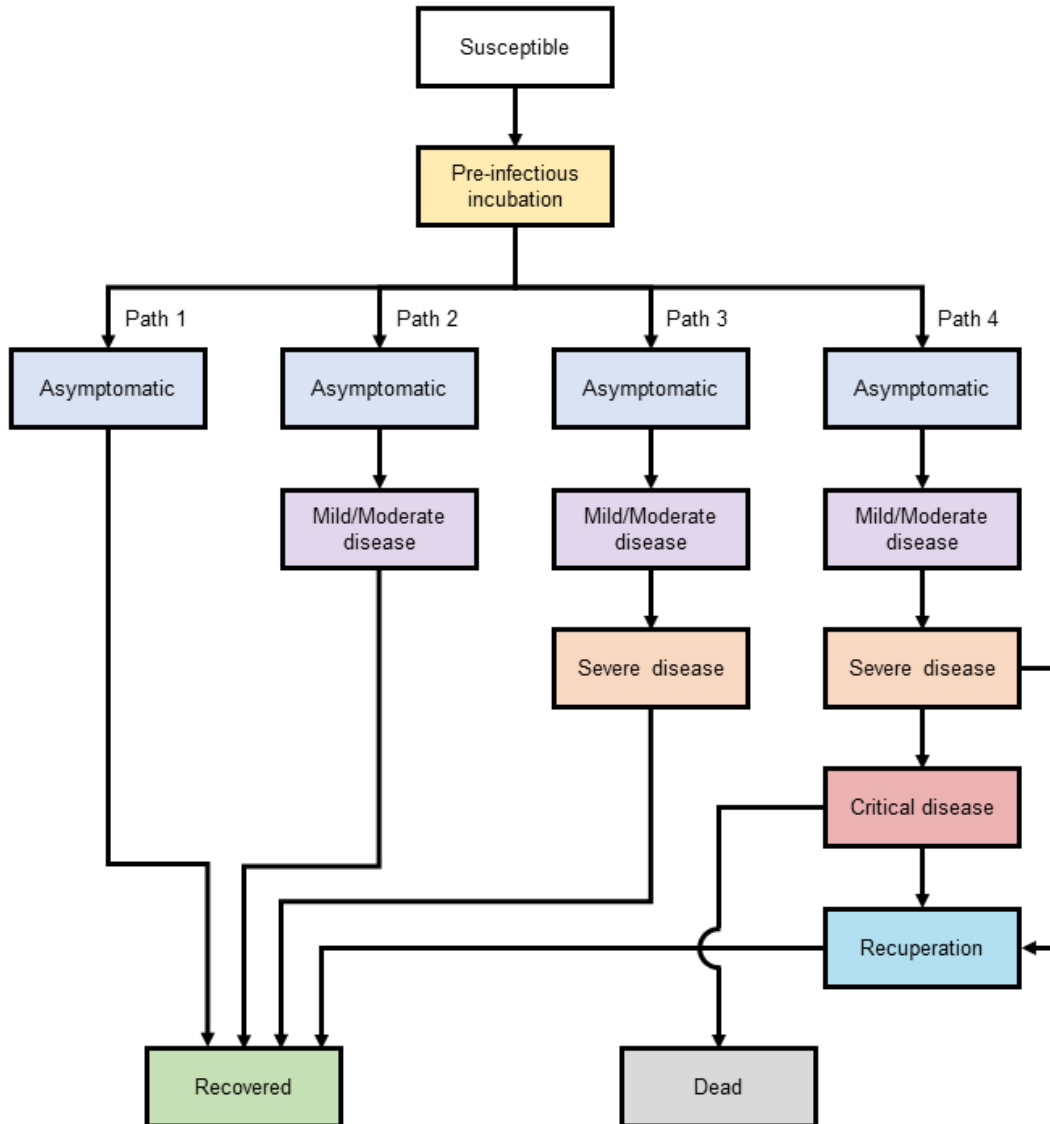 Susceptible
Pre-infectious
incubation
Path 1
Path 2
Path 3
Path 4
Asymptomatic
Asymptomatic
Asymptomatic
Asymptomatic
Mild/Moderate
disease
Mild/Moderate
disease
Mild/Moderate
disease
Severe disease
Severe disease
Critical disease
Recuperation
Recovered
Dead